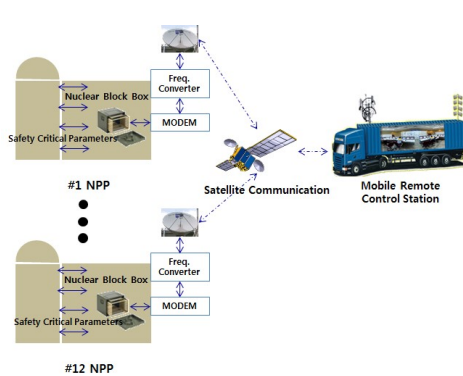 Freq.
Converter
Nuclear Block Box
MODEM
Safety Critical Parameters
#1 NPP
Satellite Communication
Mobile Remote
Control Station
Freq.
Converter
Nuclear Block Box
MODEM
Safety Critical Parameters
#12 NPP